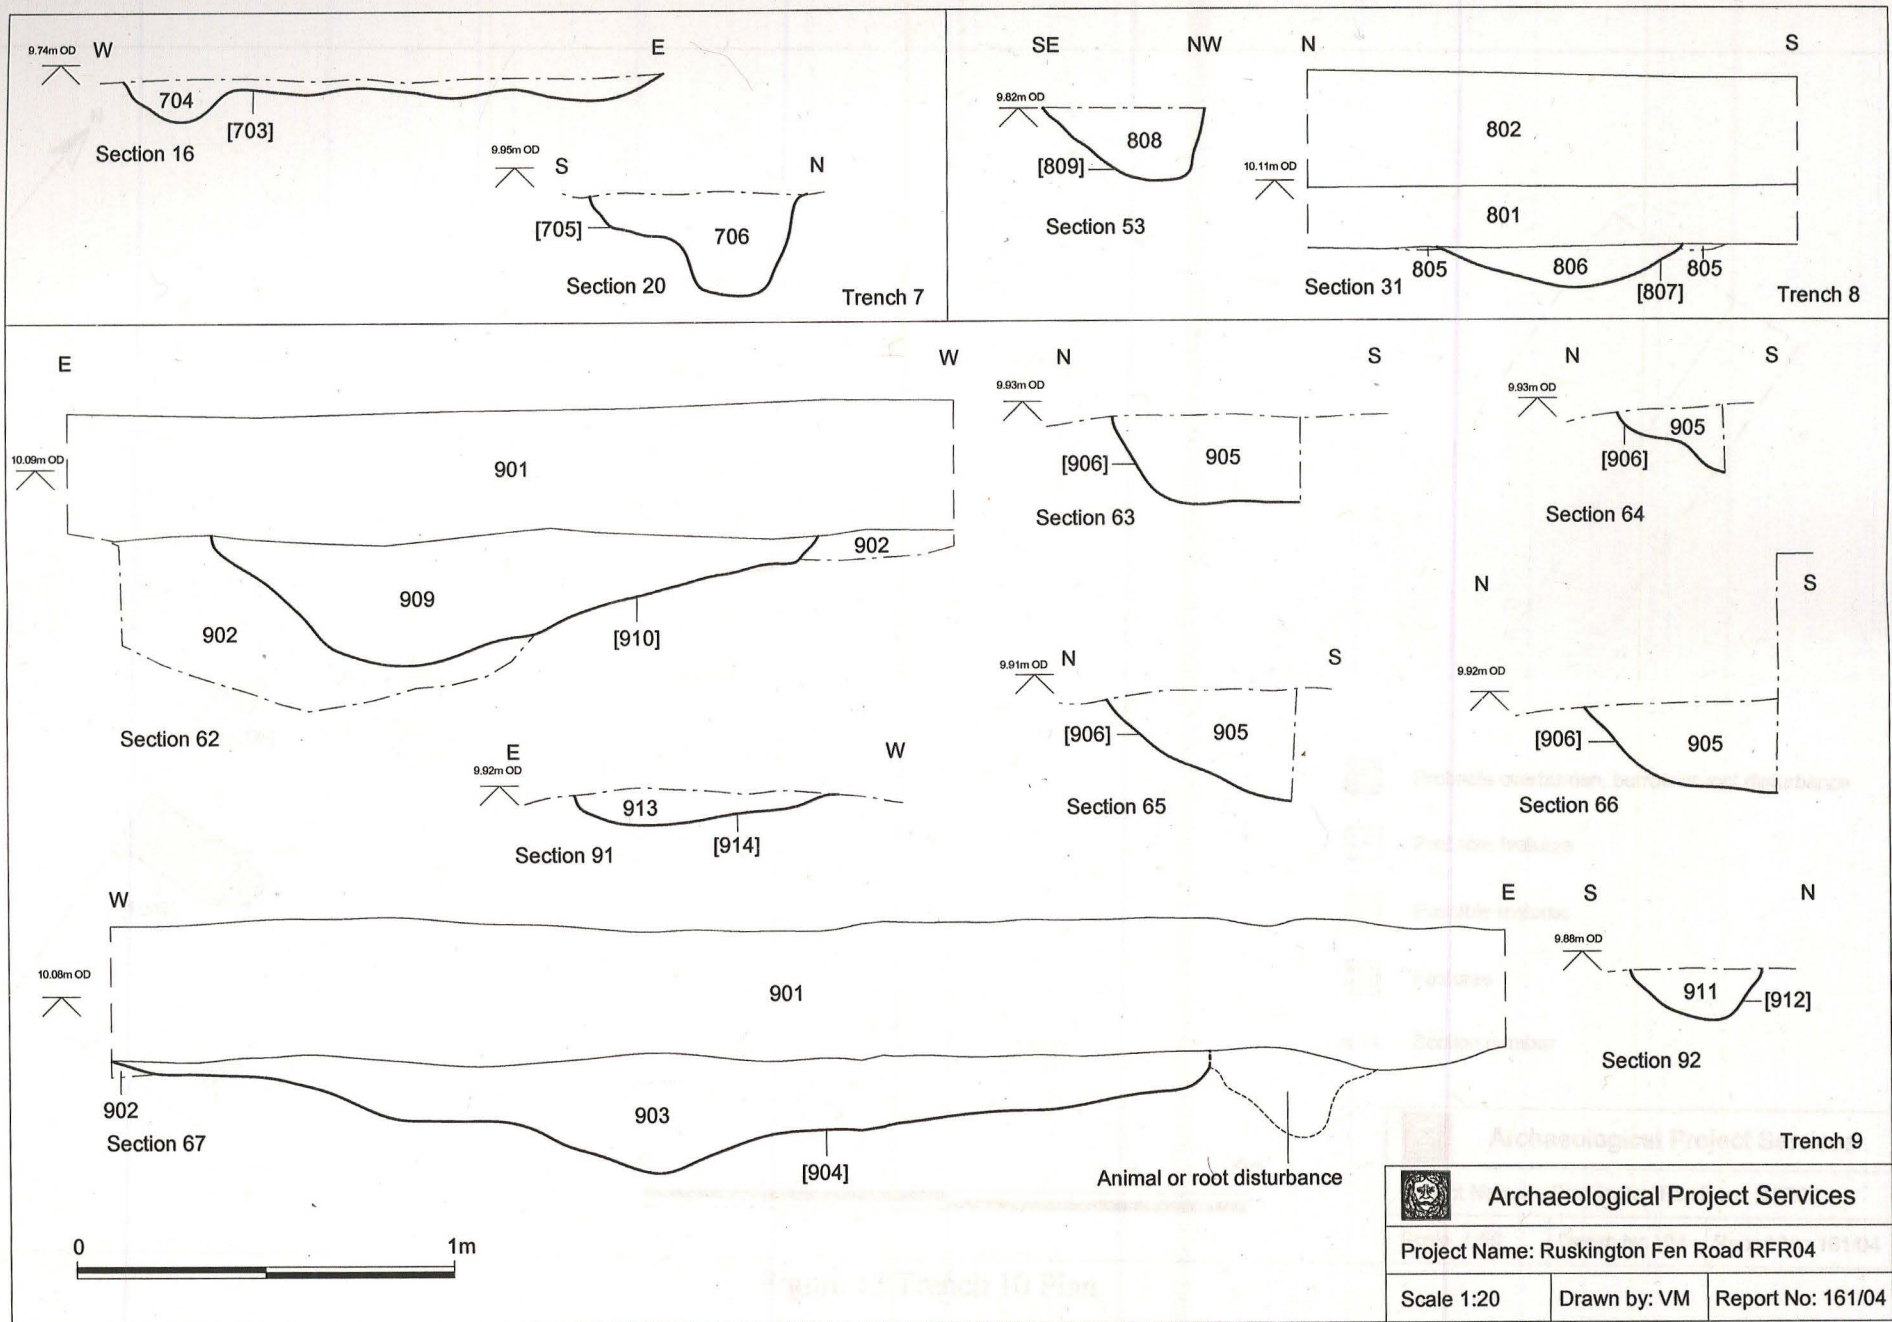 9.74m OD W E
704
[703]
Section 16
9.95m OD S N
[705]
706
Section 20
Trench 7
SE NW
9.82m OD
808
[809]
Section 53
N S
802
10.11m OD
801
805 806 805
[807]
Section 31
Trench 8
E W
10.09m OD
901
902
909
902
[910]
Section 62
N S
9.93m OD
[906] 905
Section 63
N S
9.93m OD
905
[906]
Section 64
N S
9.91m OD
[906] 905
Section 65
N S
9.92m OD
[906] 905
Section 66
E W
9.92m OD
913
[914]
Section 91
W E
10.08m OD
901
902
903
[904]
Section 67
Animal or root disturbance
S N
9.88m OD
911
[912]
Section 92
Trench 9
0 1m
Archaeological Project Services
Project Name: Ruskington Fen Road RFR04
Scale 1:20 Drawn by: VM Report No: 161/04